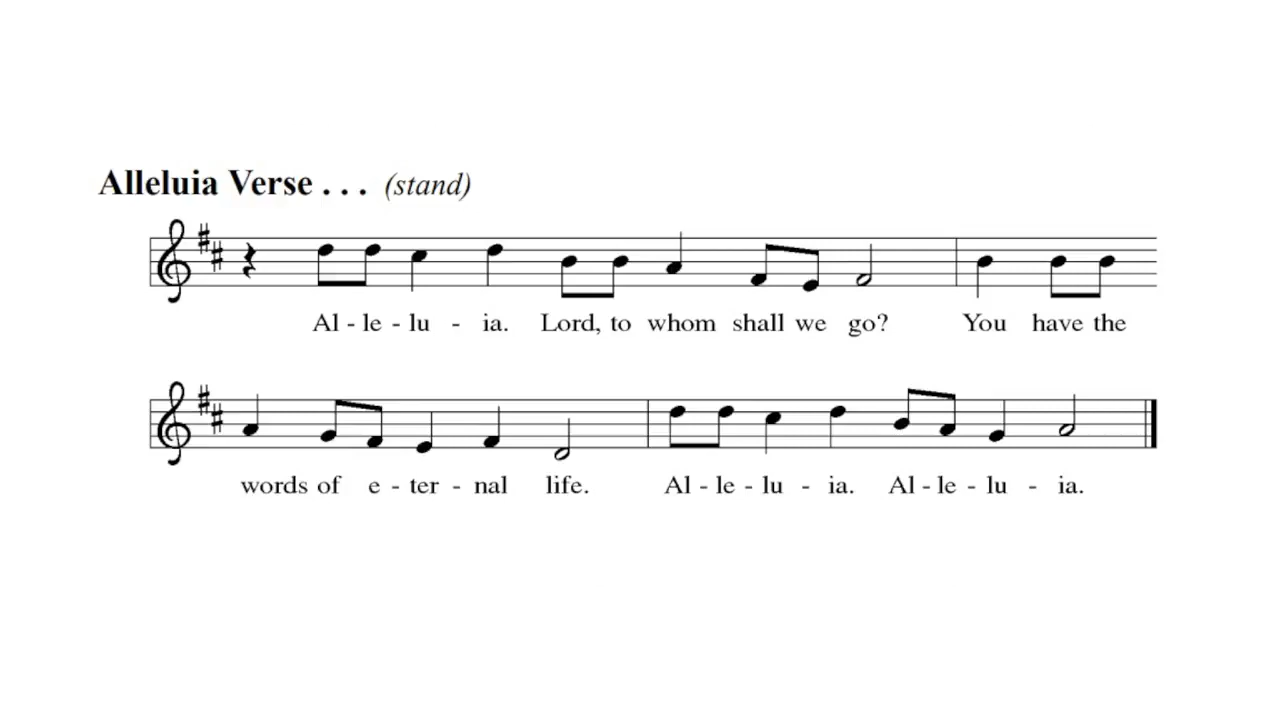 Alleluia Verse . . . (stand)
Al - le - lu - ia. Lord, to whom shall we go? You have the
words of e - ter - nal life. Al - le - lu - ia. Al - le - lu - ia.